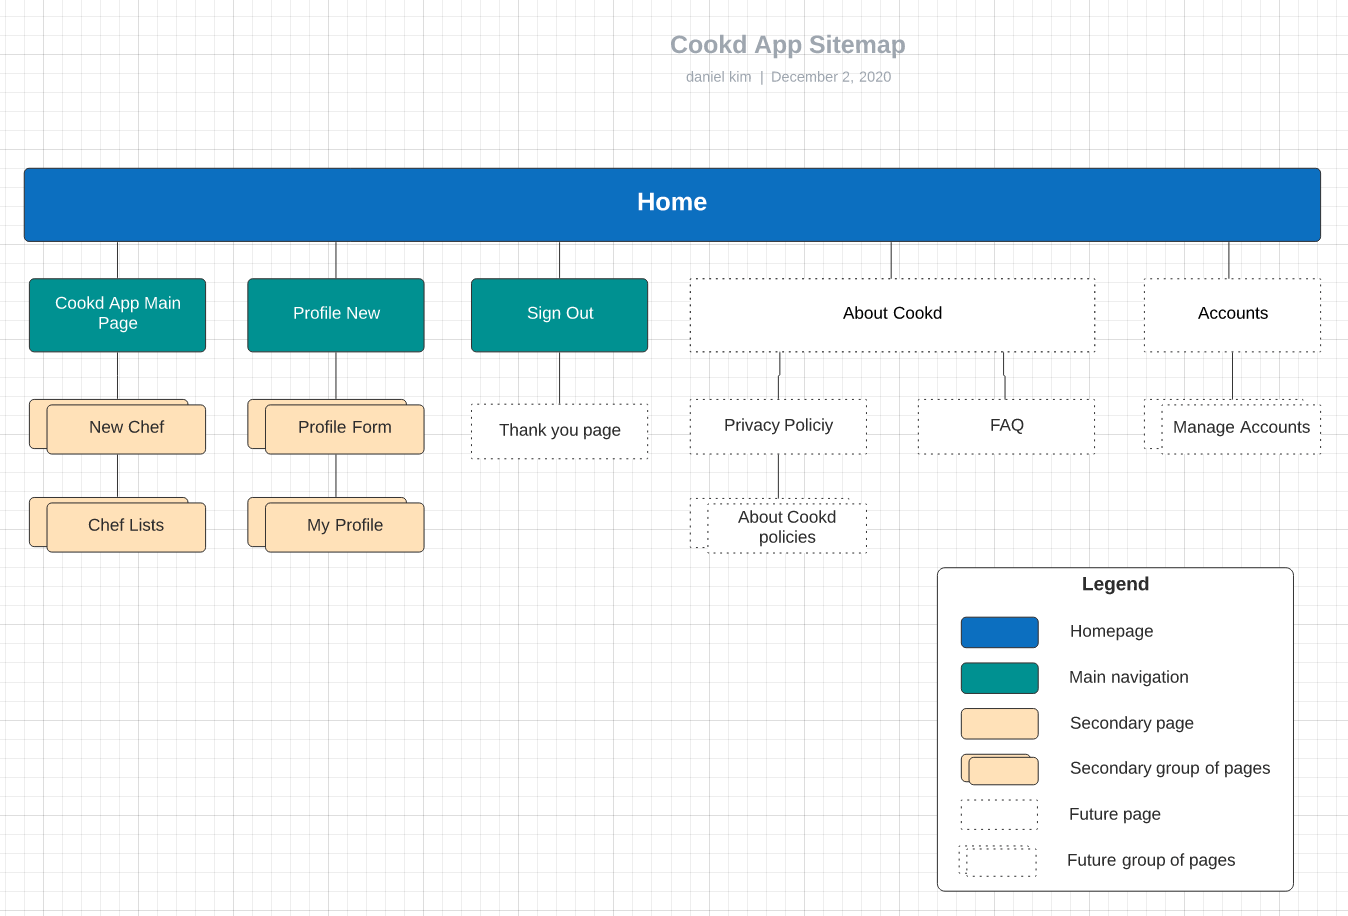 Cookd App Sitemap
daniel kim | December 2, 2020
Home
Cookd App Main
Page
Profile New
Sign Out
About Cookd
Accounts
New Chef
Profile Form
Thank you page
Privacy Policiy
FAQ
Manage Accounts
Chef Lists
My Profile
About Cookd
policies
Legend
Homepage
Main navigation
Secondary page
Secondary group of pages
Future page
Future group of pages